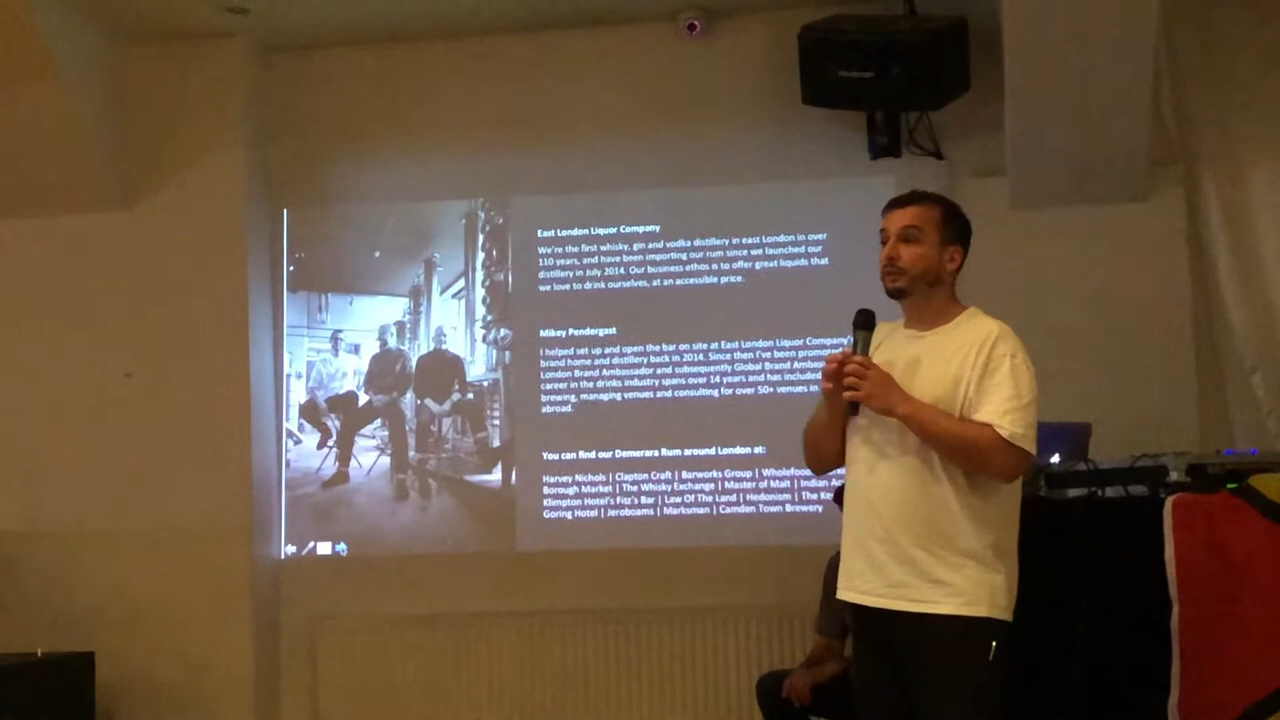 East London Liquor Company
We're the first whisky, gin and vodka distillery in east London in over
110 years, and have been importing our rum since we launched our
distillery in July 2014. Our business ethos is to offer great liquids that
we love to drink ourselves, at an accessible price.
Mikey Pendergast
I helped set up and open the bar on site at East London Liquor Company's
brand home and distillery back in 2014. Since then I've been promoted
London Brand Ambassador and subsequently Global Brand
career in the drinks industry spans over 14 years and has included
brewing, managing venues and consulting for over 50+ venues in
abroad.
You can find our Demerara Rum around London at:
Harvey Nichols | Clapton Craft | Barworks Group |
Borough Market | The Whisky Exchange | Master of Malt | Indian
Klimpton Hotel's Fitz's Bar | Law Of The Land | Hedonism | The
Goring Hotel | Jeroboams | Marksman | Camden Town Brewery